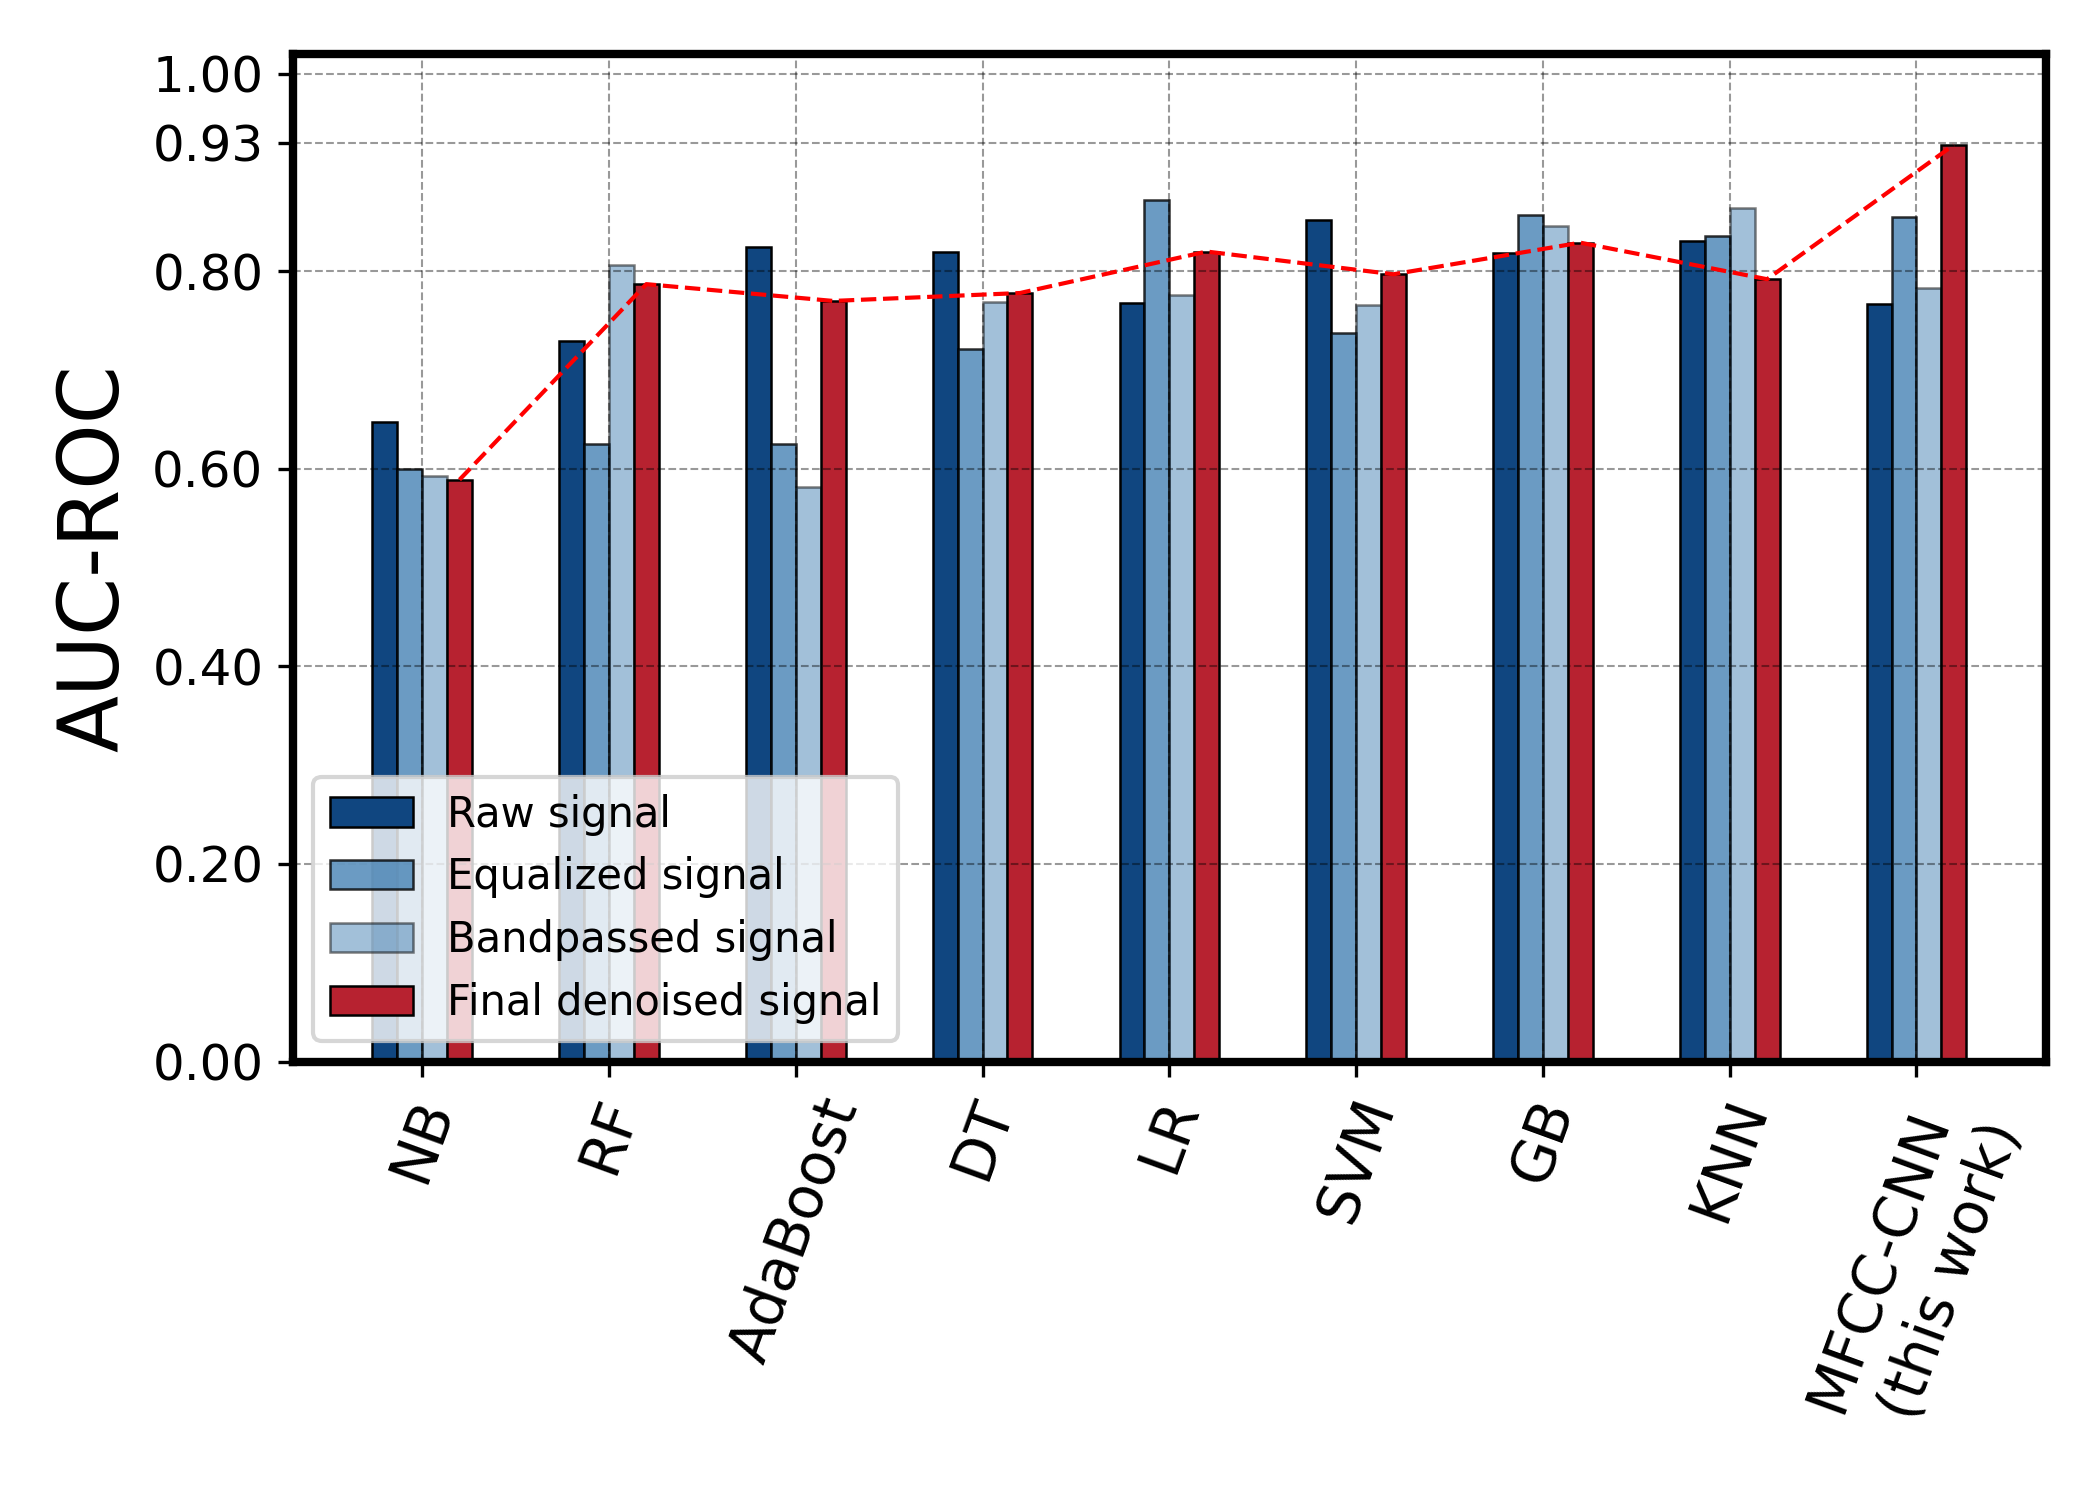 AUC-ROC
1.00
0.93
0.80
0.60
0.40
0.20
0.00
Raw signal
Equalized signal
Bandpassed signal
Final denoised signal
NB
RF
AdaBoost
DT
LR
SVM
GB
KNN
MFCC-CNN
(this work)